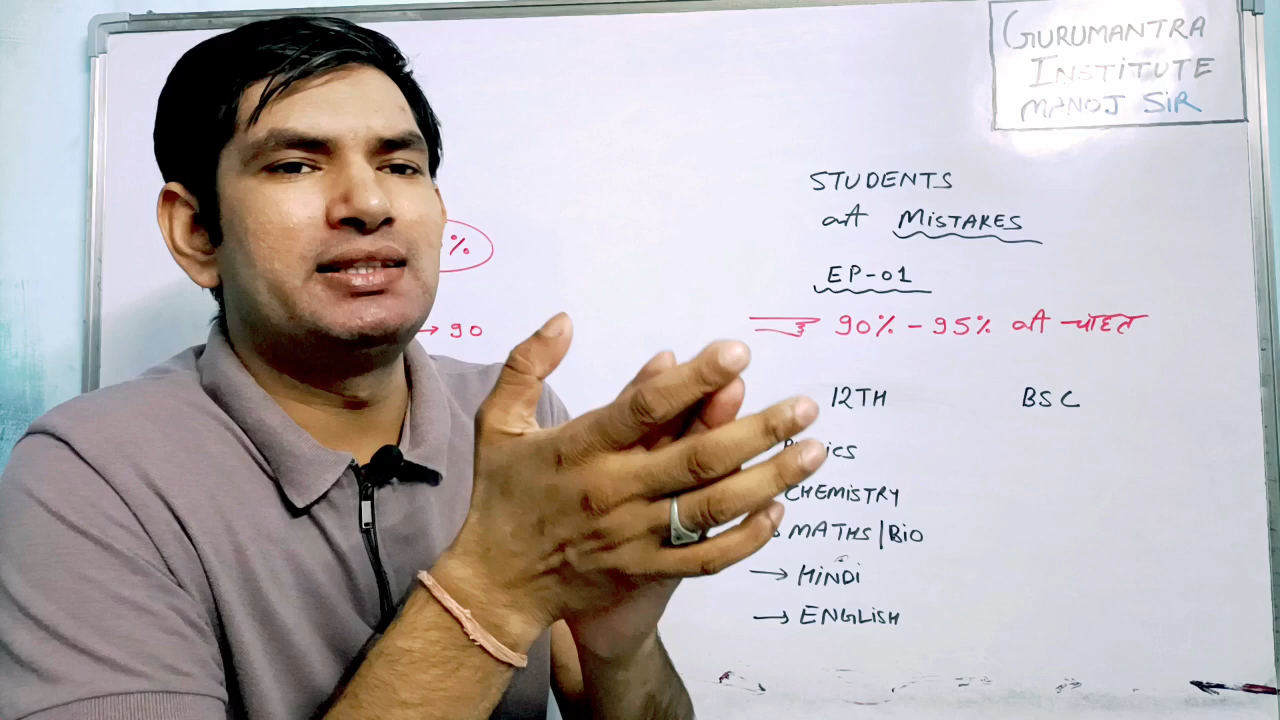 GURUMANTRA
INSTITUTE
MANOJ SIR
STUDENTS
की MISTAKES
EP-01
90% - 95% की चाहत
12TH BSC
CHEMISTRY
MATHS/BIO
→ HINDI
→ ENGLISH
%
→ 90